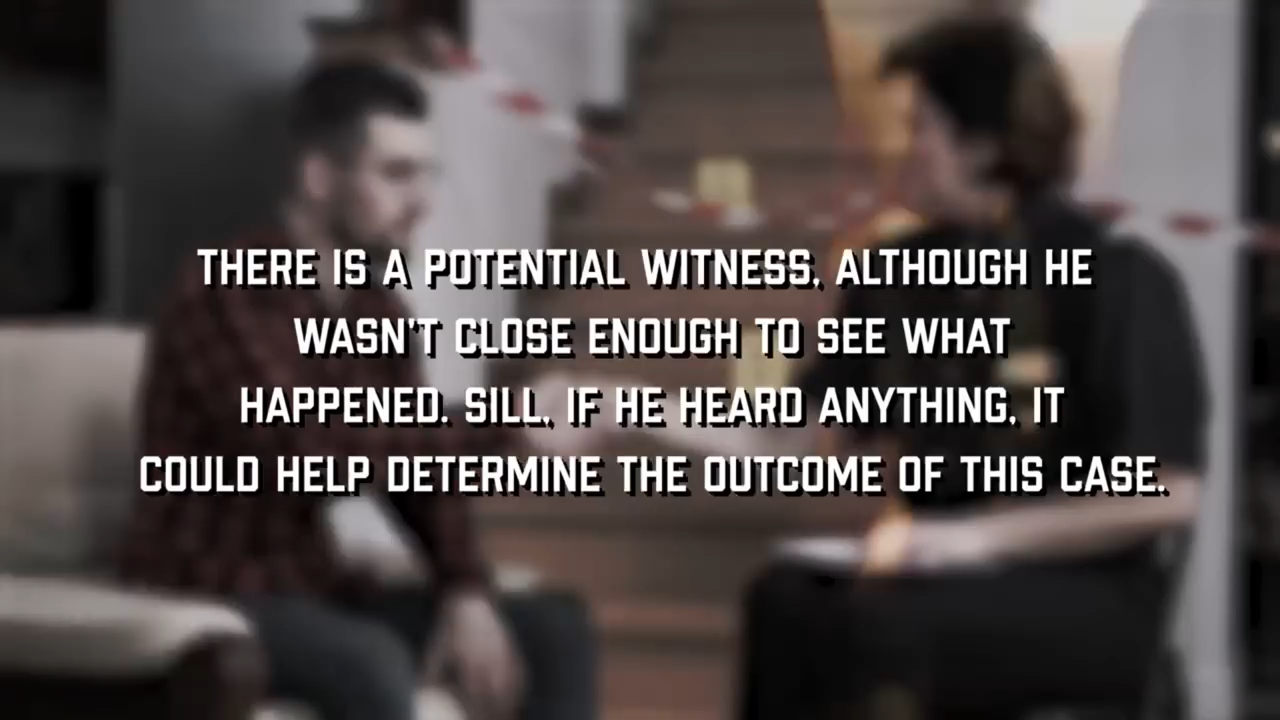 THERE IS A POTENTIAL WITNESS, ALTHOUGH HE
WASN'T CLOSE ENOUGH TO SEE WHAT
HAPPENED. SILL, IF HE HEARD ANYTHING, IT
COULD HELP DETERMINE THE OUTCOME OF THIS CASE.